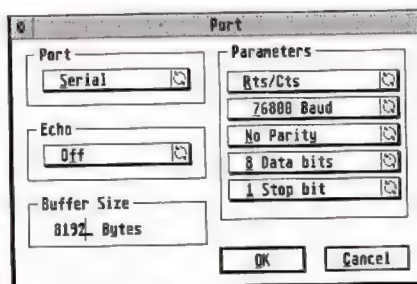 Port
Port
Serial
Echo
Off
Buffer Size
8192 Bytes
Parameters
Rts/Cts
76800 Baud
No Parity
8 Data bits
1 Stop bit
OK
Cancel